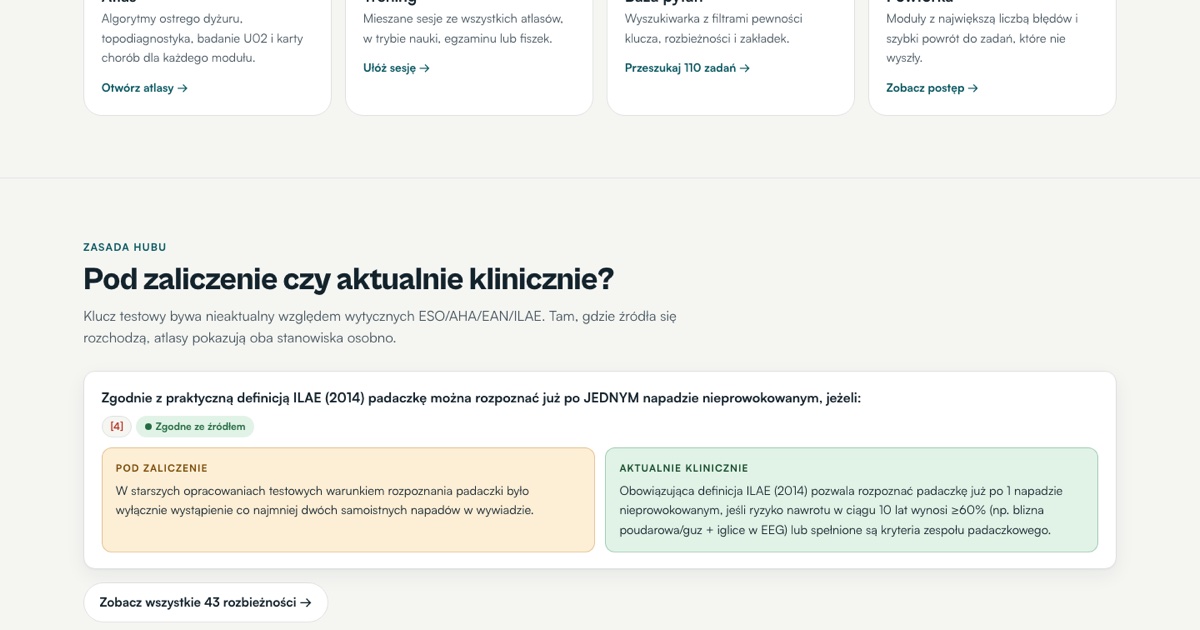 Algorytmy ostrego dyżuru,
topodiagnostyka, badanie U02 i karty
chorób dla każdego modułu.
Otwórz atlasy →
Mieszane sesje ze wszystkich atlasów,
w trybie nauki, egzaminu lub fiszek.
Ułóż sesję →
Wyszukiwarka z filtrami pewności
klucza, rozbieżności i zakładek.
Przeszukaj 110 zadań →
Moduły z największą liczbą błędów i
szybki powrót do zadań, które nie
wyszły.
Zobacz postęp →
ZASADA HUBU
Pod zaliczenie czy aktualnie klinicznie?
Klucz testowy bywa nieaktualny względem wytycznych ESO/AHA/EAN/ILAE. Tam, gdzie źródła się
rozchodzą, atlasy pokazują oba stanowiska osobno.
Zgodnie z praktyczną definicją ILAE (2014) padaczkę można rozpoznać już po JEDNYM napadzie nieprowokowanym, jeżeli:
[4] Zgodne ze źródłem
POD ZALICZENIE
W starszych opracowaniach testowych warunkiem rozpoznania padaczki było
wyłącznie wystąpienie co najmniej dwóch samoistnych napadów w wywiadzie.
AKTUALNIE KLINICZNIE
Obowiązująca definicja ILAE (2014) pozwala rozpoznać padaczkę już po 1 napadzie
nieprowokowanym, jeśli ryzyko nawrotu w ciągu 10 lat wynosi ≥60% (np. blizna
poudarowa/guz + iglice w EEG) lub spełnione są kryteria zespołu padaczkowego.
Zobacz wszystkie 43 rozbieżności →